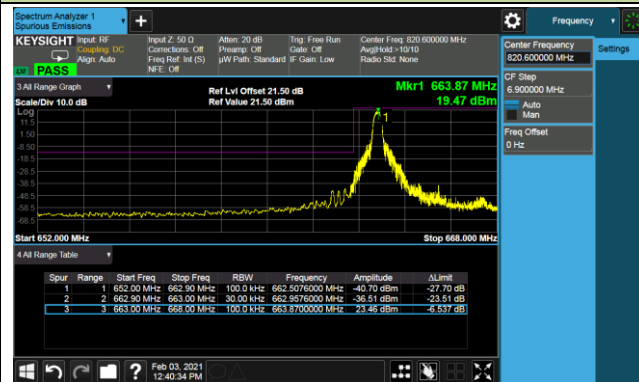 Spectrum Analyzer 1
Spurious Emissions
Frequency
KEYSIGHT Input: RF Input Z: 50 Ω Atten: 20 dB Trig: Free Run Center Freq: 820.600000 MHz
Coupling: DC Corrections: Off Preamp: Off Gate: Off Avg|Hold:>10/10
Align: Auto Freq Ref: Int (S) µW Path: Standard IF Gain: Low Radio Std: None
NFE: Off
PASS
Center Frequency
820.600000 MHz
Settings
CF Step
6.900000 MHz
Auto
Man
Freq Offset
0 Hz
3 All Range Graph
Ref Lvl Offset 21.50 dB
Mkr1 663.87 MHz
Scale/Div 10.0 dB
Ref Value 21.50 dBm
19.47 dBm
Log
11.5
1.50
-8.50
-18.5
-28.5
-38.5
-48.5
-58.5
-68.5
1
Start 652.000 MHz Stop 668.000 MHz
4 All Range Table
Spur Range Start Freq Stop Freq RBW Frequency Amplitude ΔLimit
1 1 652.00 MHz 662.90 MHz 100.0 kHz 662.5076000 MHz -40.70 dBm -27.70 dB
2 2 662.90 MHz 663.00 MHz 30.00 kHz 662.9576000 MHz -36.51 dBm -23.51 dB
3 3 663.00 MHz 668.00 MHz 100.0 kHz 663.8700000 MHz 23.46 dBm -6.537 dB
? Feb 03, 2021
12:40:34 PM